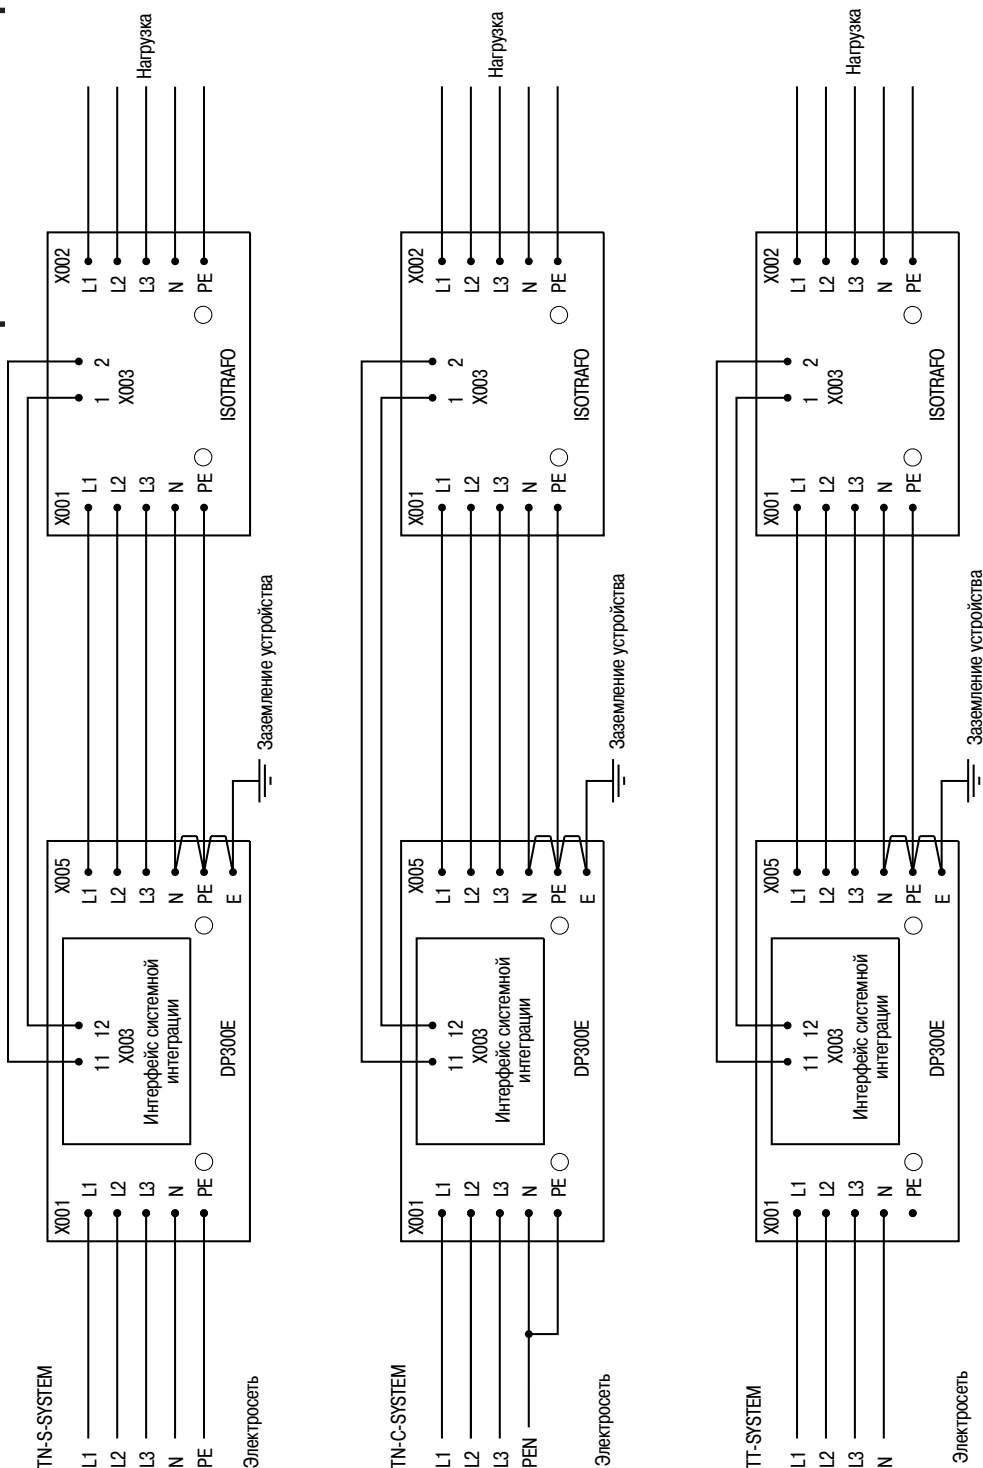 TN-S-SYSTEM
L1
L2
L3
N
PE
Электросеть
X001
L1
L2
L3
N
PE
11 12
X003
Интерфейс системной
интеграции
DP300E
X005
L1
L2
L3
N
PE
E
Заземление устройства
X001
L1
L2
L3
N
PE
1 2
X003
ISOTRAFO
X002
L1
L2
L3
N
PE
Нагрузка
TN-C-SYSTEM
L1
L2
L3
PEN
Электросеть
X001
L1
L2
L3
N
PE
11 12
X003
Интерфейс системной
интеграции
DP300E
X005
L1
L2
L3
N
PE
E
Заземление устройства
X001
L1
L2
L3
N
PE
1 2
X003
ISOTRAFO
X002
L1
L2
L3
N
PE
Нагрузка
TT-SYSTEM
L1
L2
L3
N
Электросеть
X001
L1
L2
L3
N
PE
11 12
X003
Интерфейс системной
интеграции
DP300E
X005
L1
L2
L3
N
PE
E
Заземление устройства
X001
L1
L2
L3
N
PE
1 2
X003
ISOTRAFO
X002
L1
L2
L3
N
PE
Нагрузка